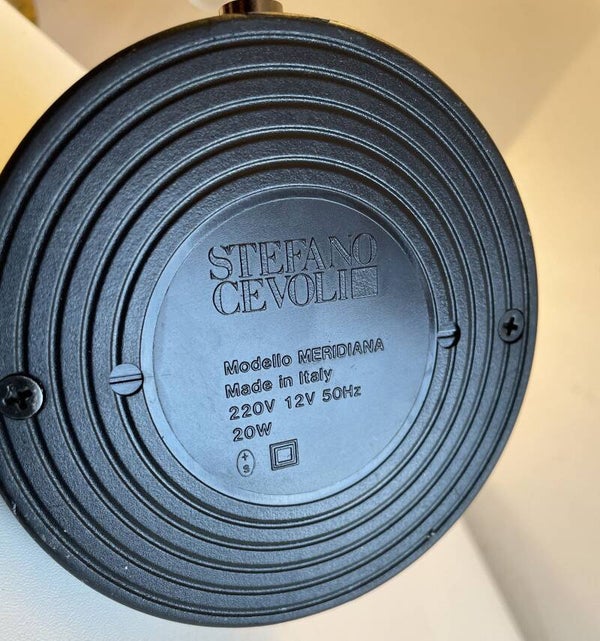 STEFANO
CEVOLI
Modello MERIDIANA
Made in Italy
220V 12V 50Hz
20W
+
S